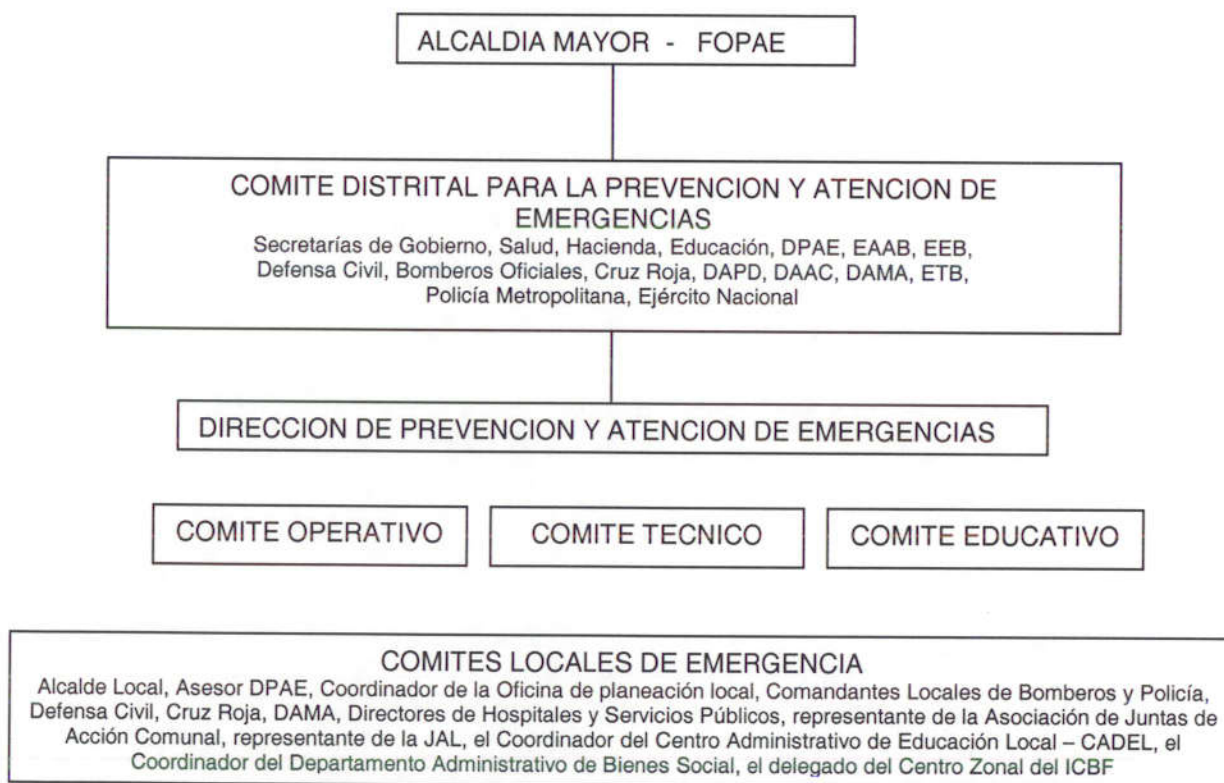 ALCALDIA MAYOR - FOPAE
COMITE DISTRITAL PARA LA PREVENCION Y ATENCION DE
EMERGENCIAS
Secretarías de Gobierno, Salud, Hacienda, Educación, DPAE, EAAB, EEB,
Defensa Civil, Bomberos Oficiales, Cruz Roja, DAPD, DAAC, DAMA, ETB,
Policía Metropolitana, Ejército Nacional
DIRECCION DE PREVENCION Y ATENCION DE EMERGENCIAS
COMITE OPERATIVO
COMITE TECNICO
COMITE EDUCATIVO
COMITES LOCALES DE EMERGENCIA
Alcalde Local, Asesor DPAE, Coordinador de la Oficina de planeación local, Comandantes Locales de Bomberos y Policía,
Defensa Civil, Cruz Roja, DAMA, Directores de Hospitales y Servicios Públicos, representante de la Asociación de Juntas de
Acción Comunal, representante de la JAL, el Coordinador del Centro Administrativo de Educación Local – CADEL, el
Coordinador del Departamento Administrativo de Bienes Social, el delegado del Centro Zonal del ICBF